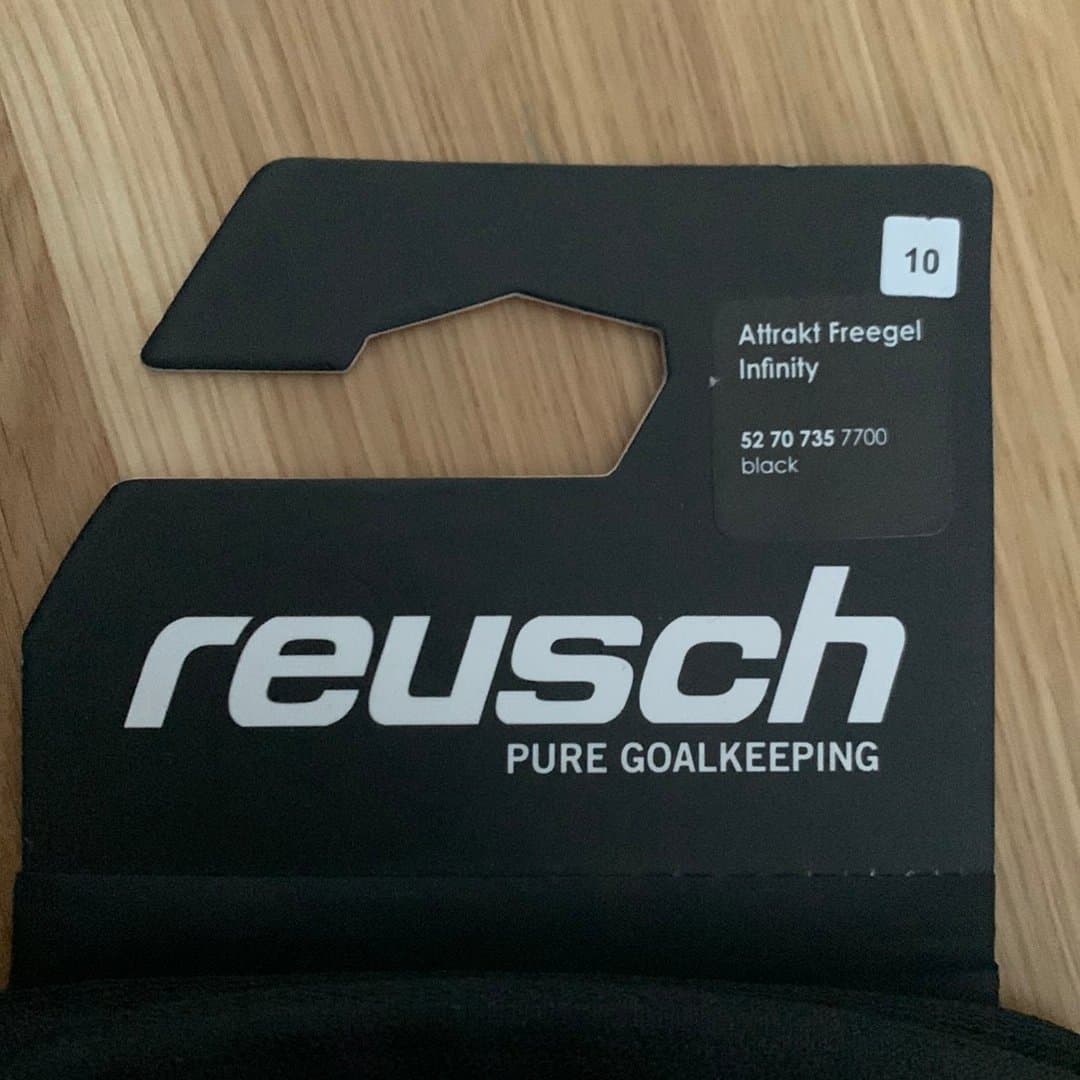 10
Attrakt Freegel
Infinity
52 70 735 7700
black
reusch
PURE GOALKEEPING